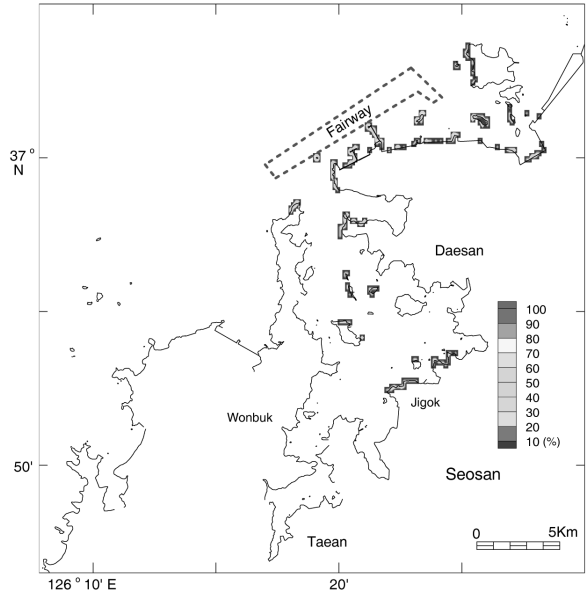 Fairway
37 °
N
Daesan
100
90
80
70
60
50
40
30
20
10 (%)
Wonbuk
Jigok
50'
Seosan
0 5Km
Taean
126 ° 10' E 20'